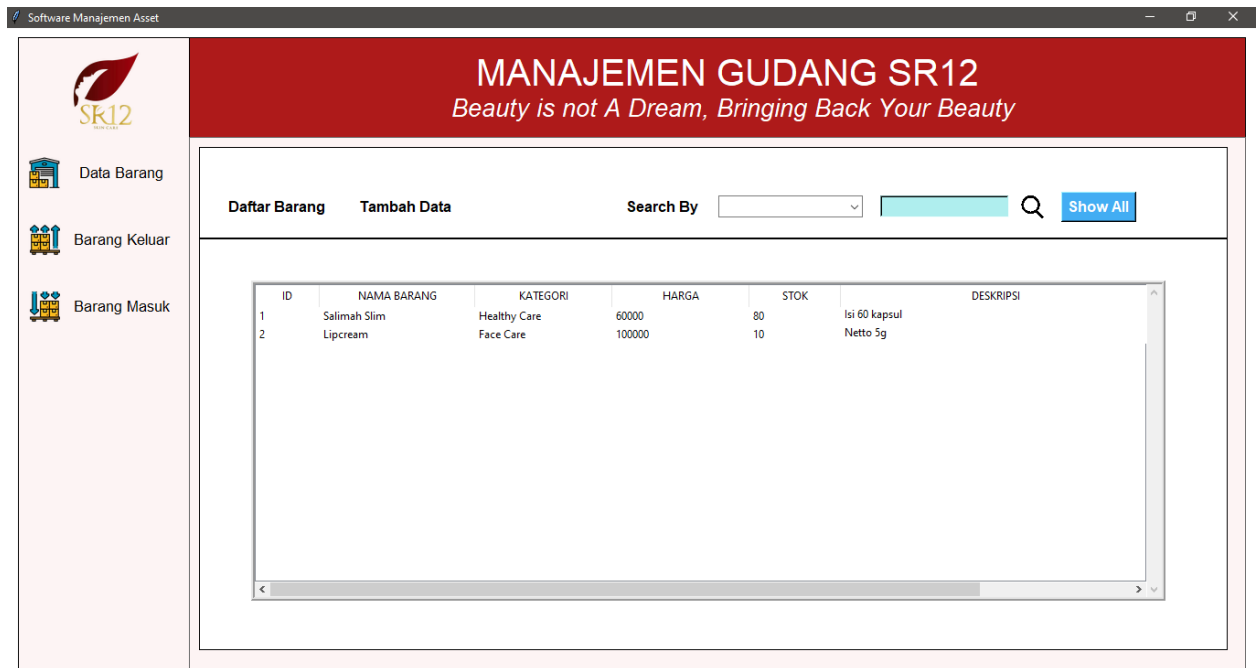 Software Manajemen Asset
SR12
SKIN CARE
MANAJEMEN GUDANG SR12
Beauty is not A Dream, Bringing Back Your Beauty
Data Barang
Barang Keluar
Barang Masuk
Daftar Barang Tambah Data Search By Show All
ID NAMA BARANG KATEGORI HARGA STOK DESKRIPSI
1 Salimah Slim Healthy Care 60000 80 Isi 60 kapsul
2 Lipcream Face Care 100000 10 Netto 5g